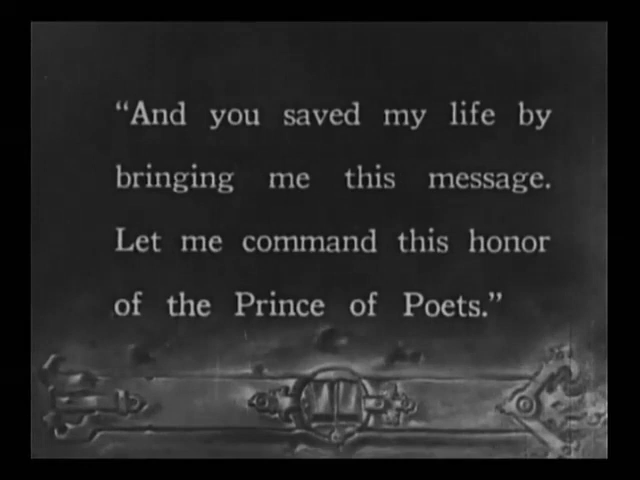 “And you saved my life by
bringing me this message.
Let me command this honor
of the Prince of Poets.”